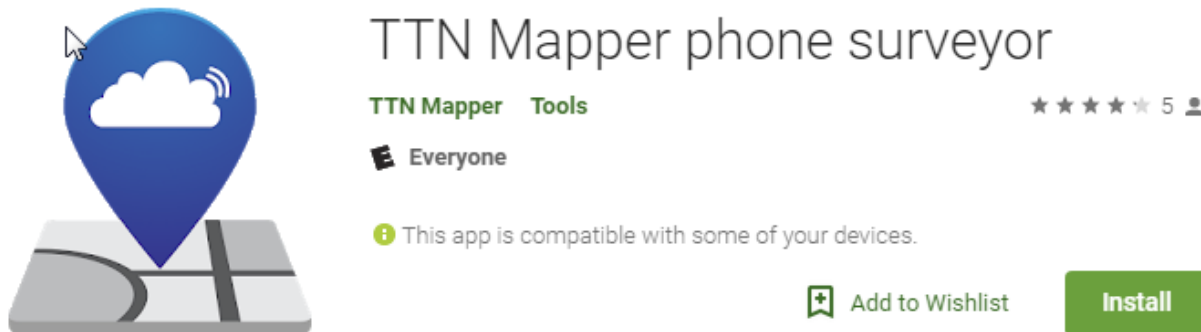 TTN Mapper phone surveyor
TTN Mapper Tools 5
E Everyone
This app is compatible with some of your devices.
Add to Wishlist Install